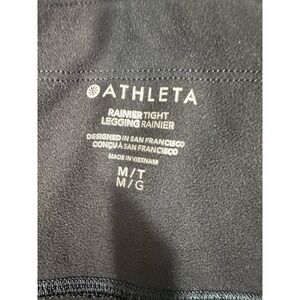 ATHLETA
RAINIER TIGHT
LEGGING RAINIER
DESIGNED IN SAN FRANCISCO
CONÇU À SAN FRANCISCO
MADE IN VIETNAM
M/T
M/G